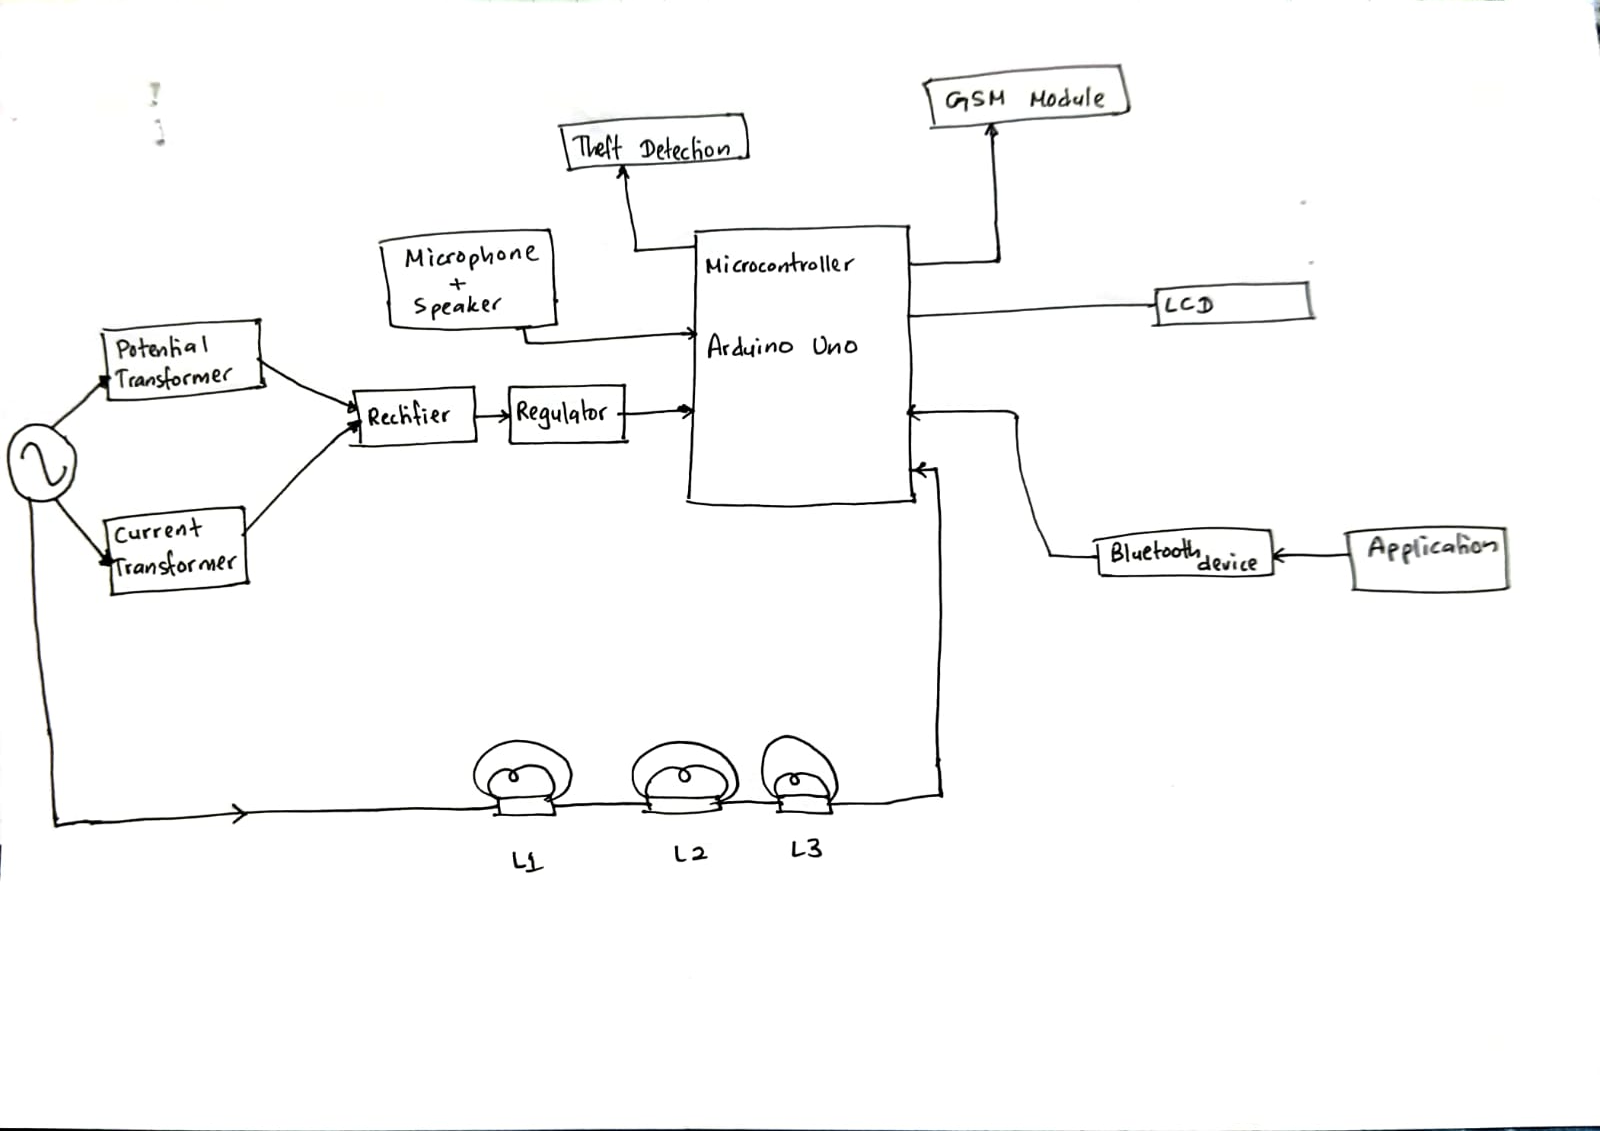 GSM Module
Theft Detection
Microphone
+
Speaker
Microcontroller
Arduino Uno
LCD
Potential
Transformer
Rectifier
Regulator
Current
Transformer
Bluetooth
device
Application
L1
L2
L3